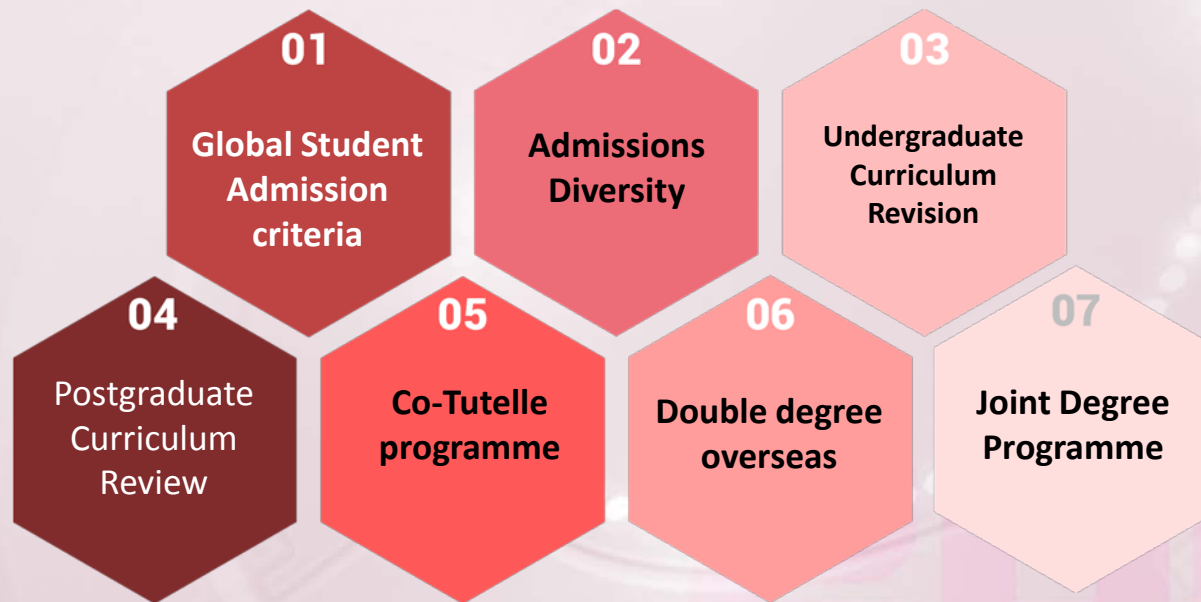 01
Global Student
Admission
criteria
02
Admissions
Diversity
03
Undergraduate
Curriculum
Revision
04
Postgraduate
Curriculum
Review
05
Co-Tutelle
programme
06
Double degree
overseas
07
Joint Degree
Programme